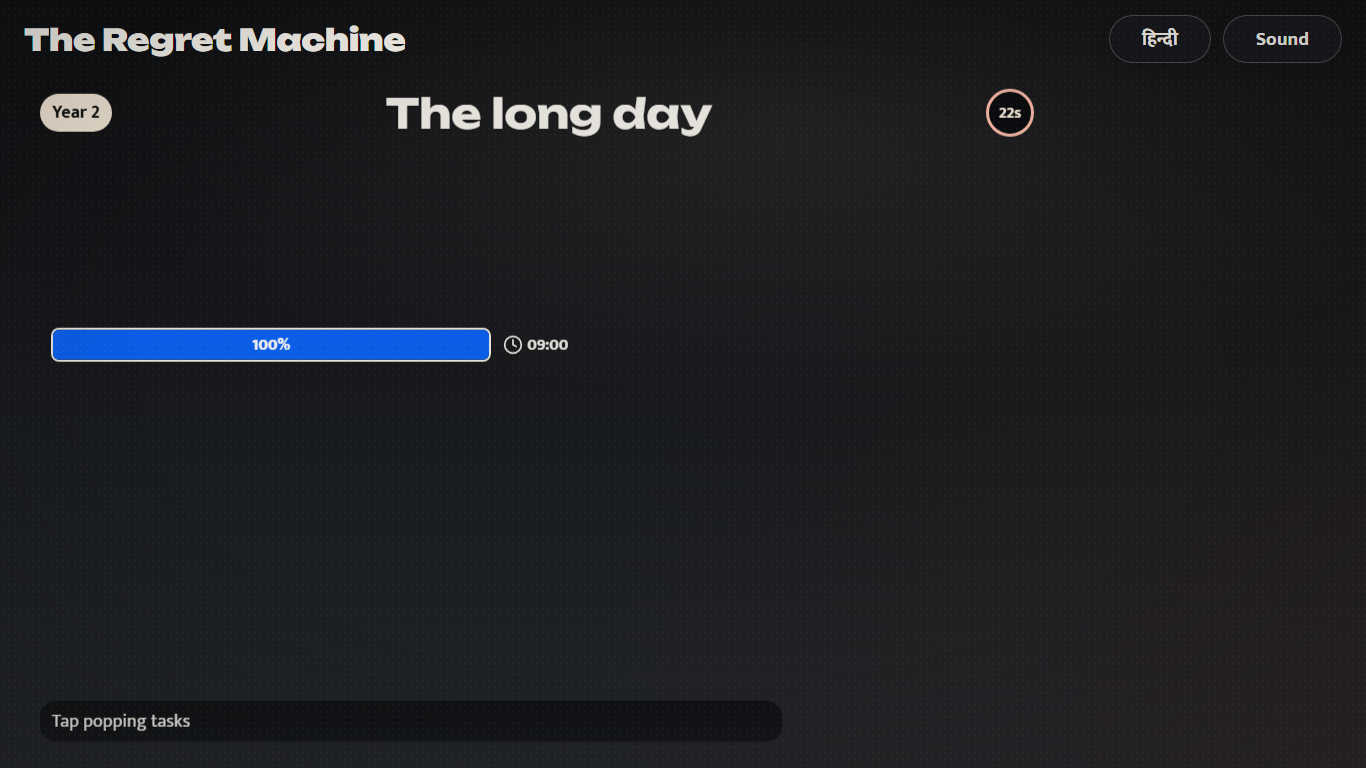 The Regret Machine
हिन्दी
Sound
Year 2
The long day
22s
100%
09:00
Tap popping tasks